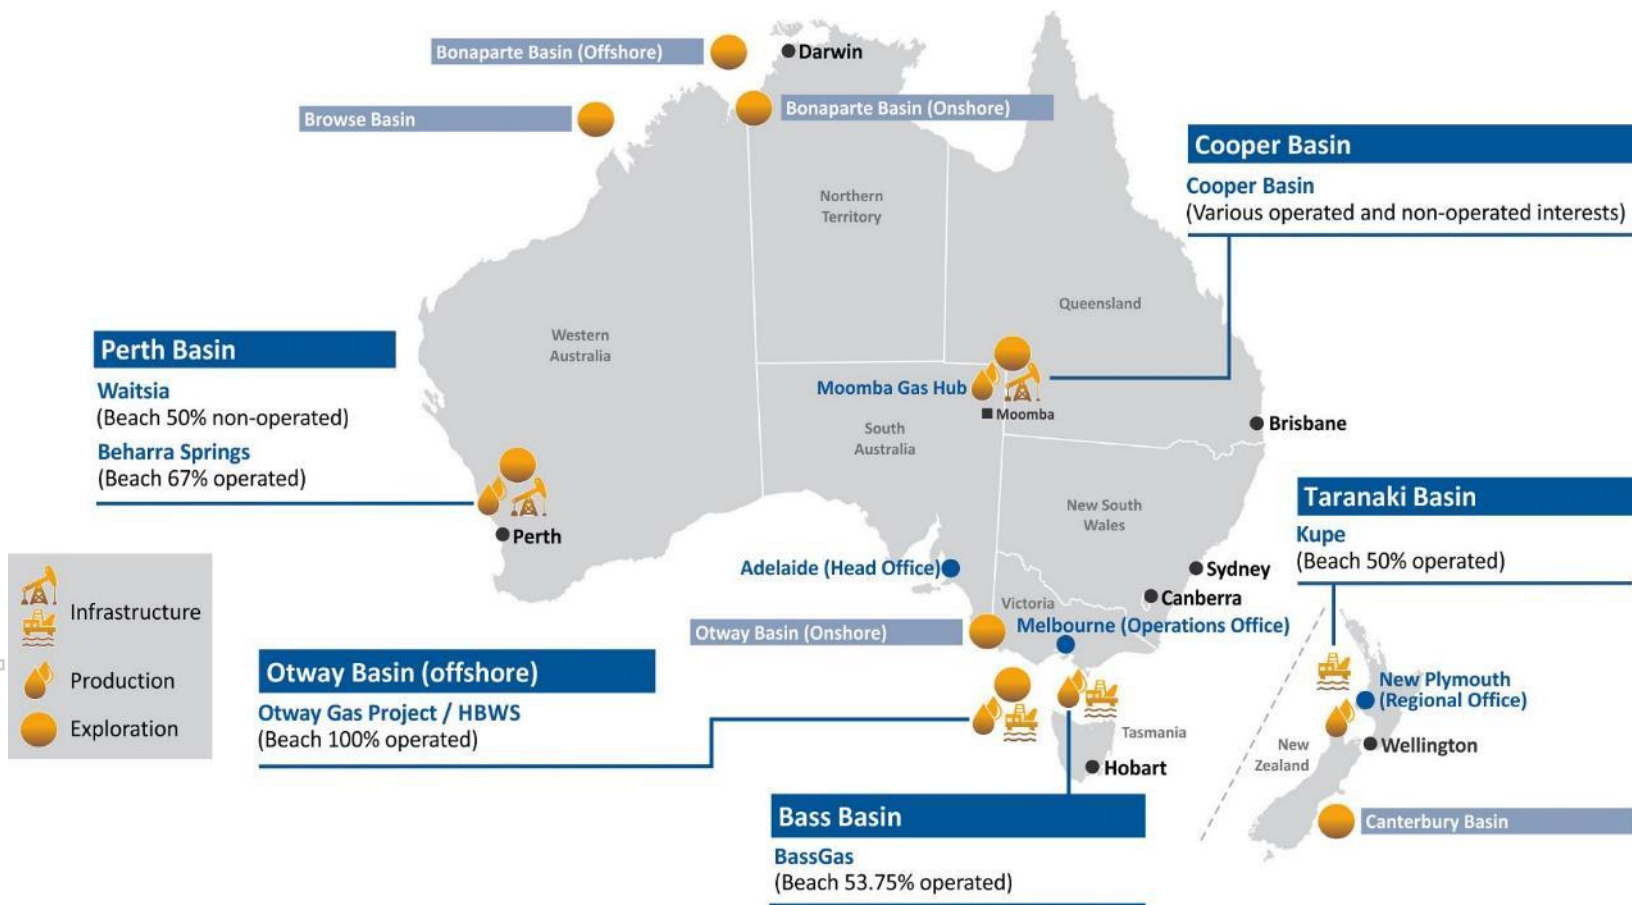 Bonaparte Basin (Offshore)
Darwin
Browse Basin
Bonaparte Basin (Onshore)
Cooper Basin
Cooper Basin
(Various operated and non-operated interests)
Northern
Territory
Queensland
Western
Australia
Perth Basin
Waitsia
(Beach 50% non-operated)
Beharra Springs
(Beach 67% operated)
Perth
Moomba Gas Hub
Moomba
South
Australia
Brisbane
New South
Wales
Taranaki Basin
Kupe
(Beach 50% operated)
Adelaide (Head Office)
Sydney
Canberra
Victoria
Otway Basin (Onshore)
Melbourne (Operations Office)
Infrastructure
Production
Exploration
Otway Basin (offshore)
Otway Gas Project / HBWS
(Beach 100% operated)
Tasmania
Hobart
New Plymouth
(Regional Office)
Wellington
New
Zealand
Canterbury Basin
Bass Basin
BassGas
(Beach 53.75% operated)